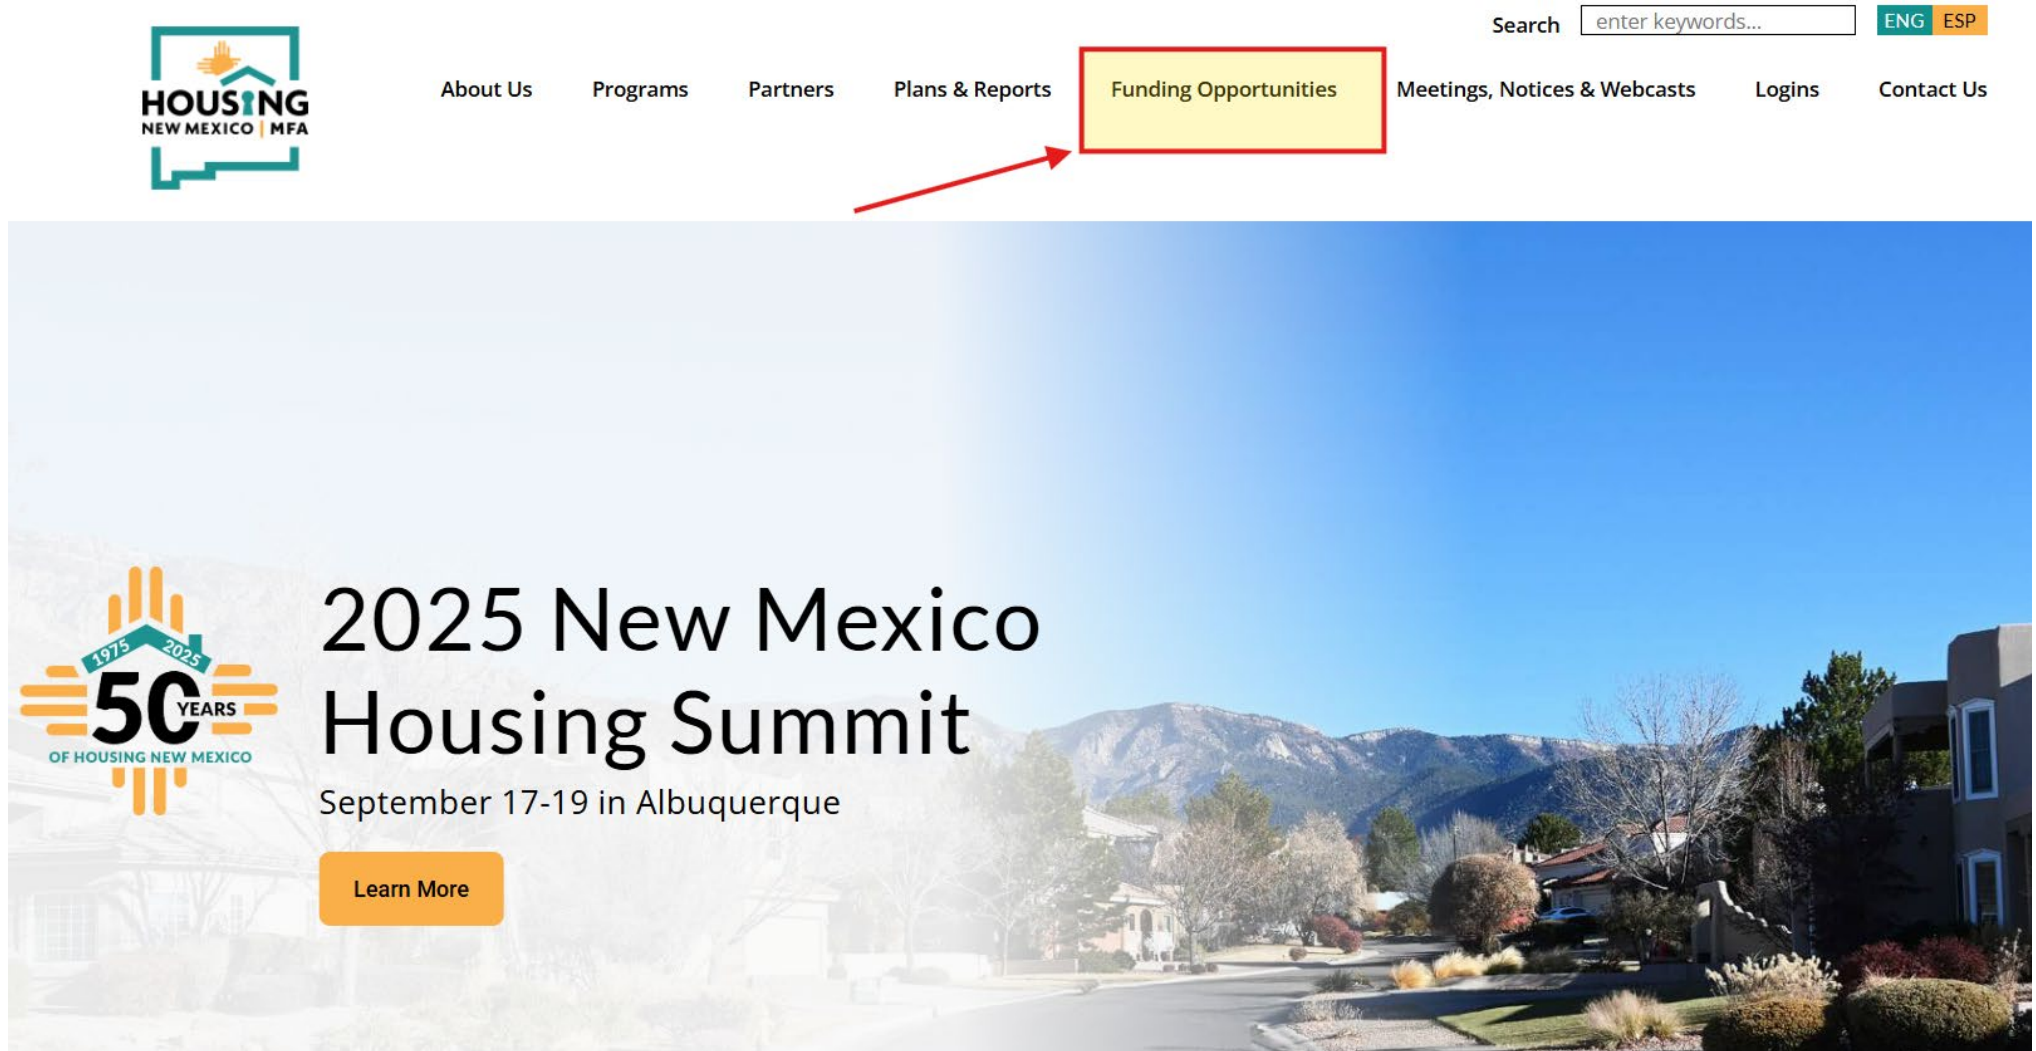 Search enter keywords... ENG ESP
HOUSING
NEW MEXICO | MFA
About Us Programs Partners Plans & Reports Funding Opportunities Meetings, Notices & Webcasts Logins Contact Us
1975 2025
50 YEARS
OF HOUSING NEW MEXICO
2025 New Mexico
Housing Summit
September 17-19 in Albuquerque
Learn More